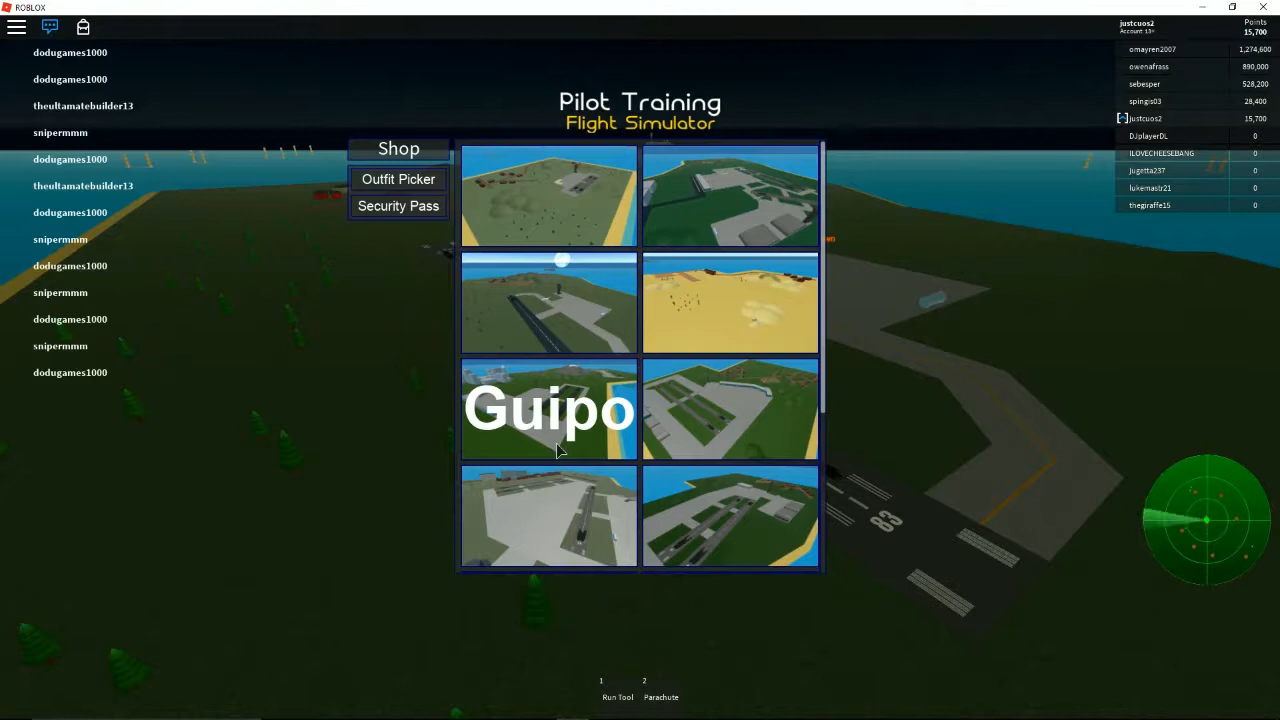 ROBLOX
justcuos2
Account: 13+
Points
15,700
dodugames1000
dodugames1000
theultamatebuilder13
snipermmm
dodugames1000
theultamatebuilder13
dodugames1000
snipermmm
dodugames1000
snipermmm
dodugames1000
snipermmm
dodugames1000
Pilot Training
Flight Simulator
Shop
Outfit Picker
Security Pass
Guipo
omayren2007 1,274,600
owenafrass 890,000
sebesper 528,200
spingis03 28,400
justcuos2 15,700
DJplayerDL 0
ILOVECHEESEBANG 0
jugetta237 0
lukemastr21 0
thegiraffe15 0
83
1 2
Run Tool Parachute